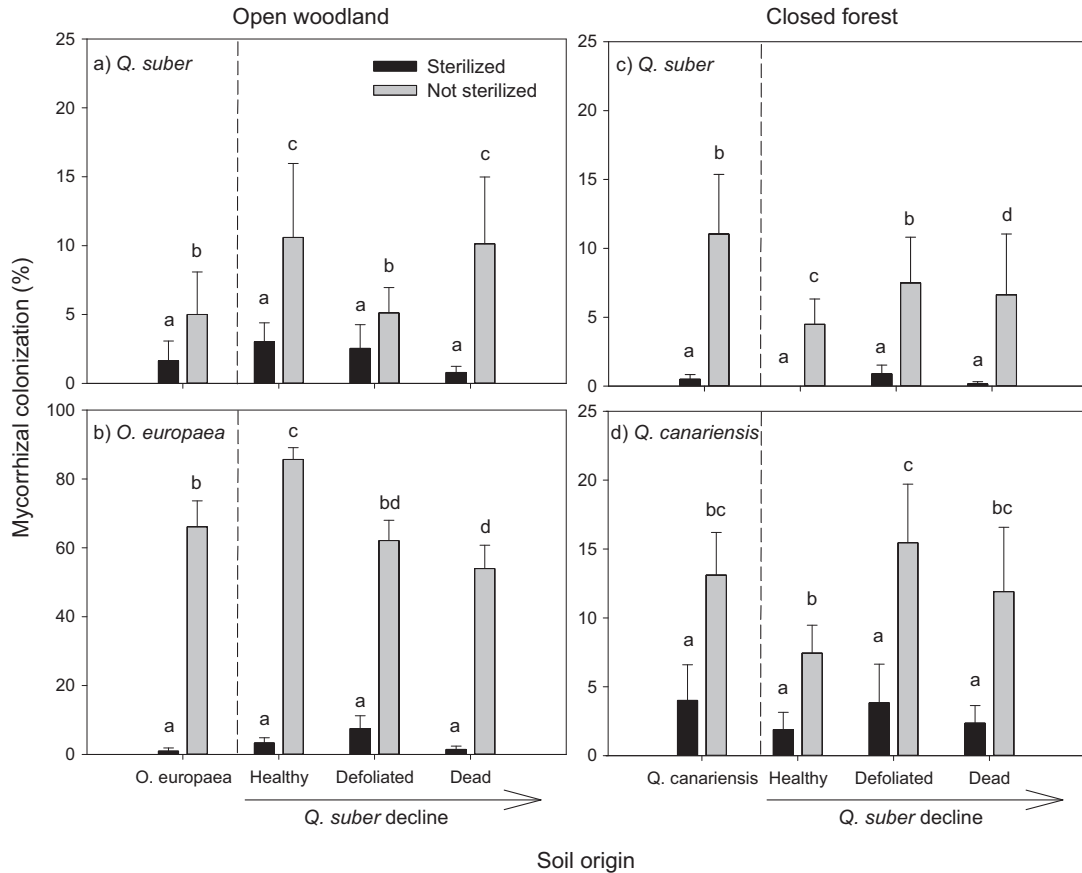 Open woodland
Closed forest
a) Q. suber
Sterilized
Not sterilized
25
20
15
10
5
0
a
b
a
c
a
b
a
c
c) Q. suber
25
20
15
10
5
0
a
b
a
c
a
b
a
d
Mycorrhizal colonization (%)
b) O. europaea
100
80
60
40
20
0
a
b
a
c
a
bd
a
d
O. europaea Healthy Defoliated Dead
Q. suber decline
d) Q. canariensis
25
20
15
10
5
0
a
bc
a
b
a
c
a
bc
Q. canariensis Healthy Defoliated Dead
Q. suber decline
Soil origin